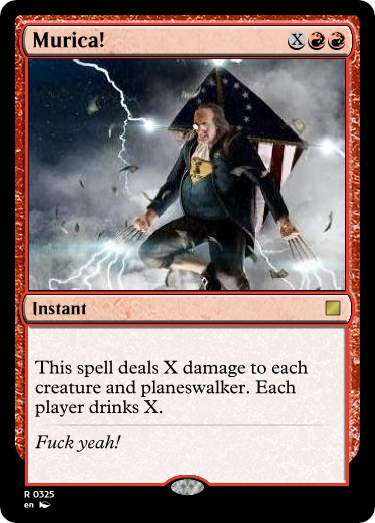 Murica!
X
Instant
This spell deals X damage to each
creature and planeswalker. Each
player drinks X.
Fuck yeah!
R 0325
en